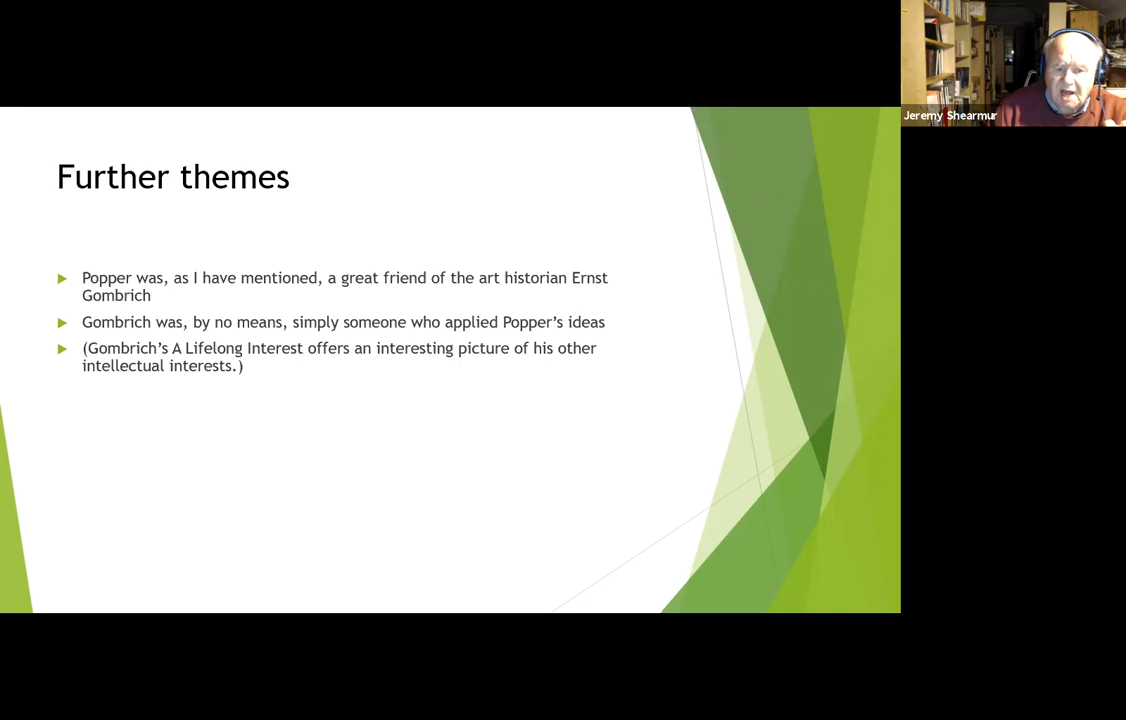 Jeremy Shearmur
Further themes
Popper was, as I have mentioned, a great friend of the art historian Ernst
Gombrich
Gombrich was, by no means, simply someone who applied Popper's ideas
(Gombrich's A Lifelong Interest offers an interesting picture of his other
intellectual interests.)